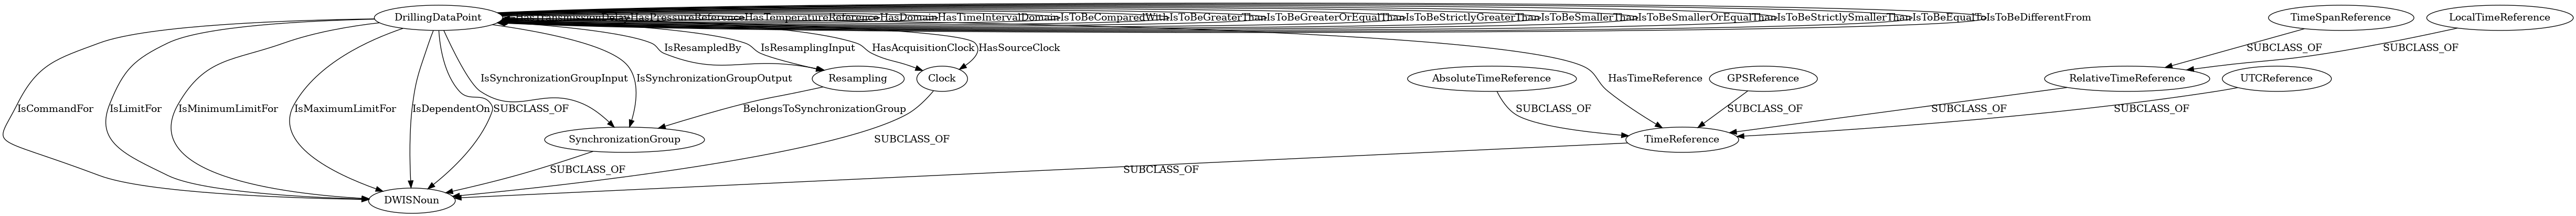 DrillingDataPoint
HasTransmissionDelay
HasPressureReference
HasTemperatureReference
HasDomain
HasTimeIntervalDomain
IsToBeComparedWith
IsToBeGreaterThan
IsToBeGreaterOrEqualThan
IsToBeStrictlyGreaterThan
IsToBeSmallerThan
IsToBeSmallerOrEqualThan
IsToBeStrictlySmallerThan
IsToBeEqualTo
IsToBeDifferentFrom
TimeSpanReference
LocalTimeReference
IsResampledBy
IsResamplingInput
HasAcquisitionClock
HasSourceClock
SUBCLASS_OF
SUBCLASS_OF
IsSynchronizationGroupInput
IsSynchronizationGroupOutput
Resampling
Clock
HasTimeReference
AbsoluteTimeReference
GPSReference
RelativeTimeReference
UTCReference
IsCommandFor
IsLimitFor
IsMinimumLimitFor
IsMaximumLimitFor
IsDependentOn
SUBCLASS_OF
BelongsToSynchronizationGroup
SUBCLASS_OF
SUBCLASS_OF
SUBCLASS_OF
SUBCLASS_OF
SynchronizationGroup
SUBCLASS_OF
TimeReference
SUBCLASS_OF
SUBCLASS_OF
DWISNoun